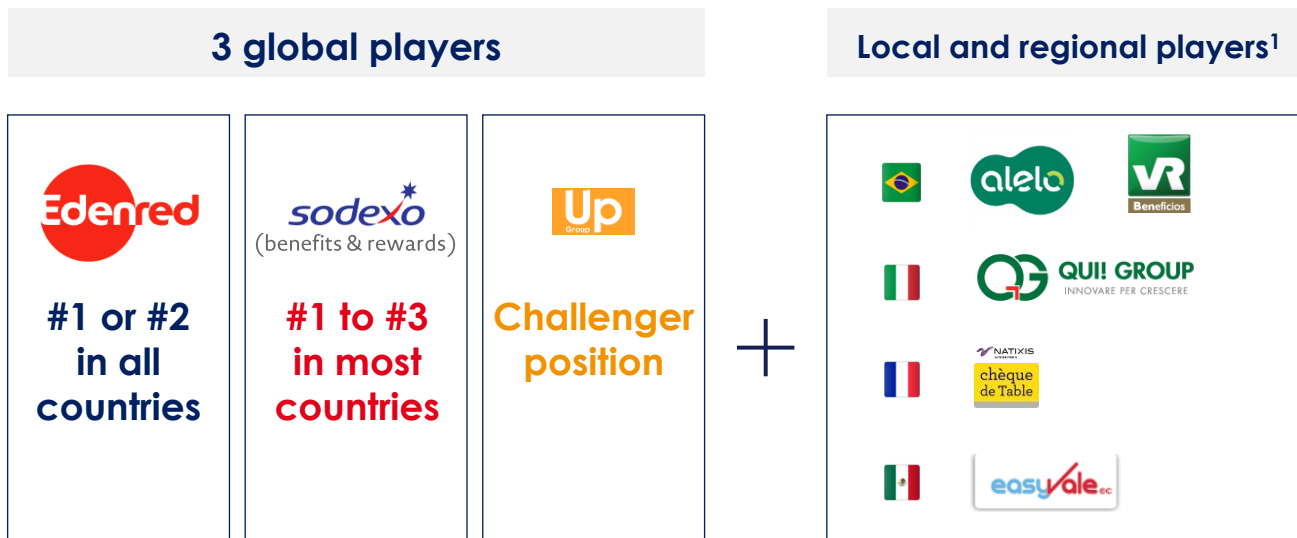 3 global players
Local and regional players¹
Edenred
#1 or #2
in all
countries
sodexo
(benefits & rewards)
#1 to #3
in most
countries
Up
Group
Challenger
position
+
alelo
VR
Benefícios
QG QUI! GROUP
INNOVARE PER CRESCERE
NATIXIS
chèque
de Table
easyvale.ec